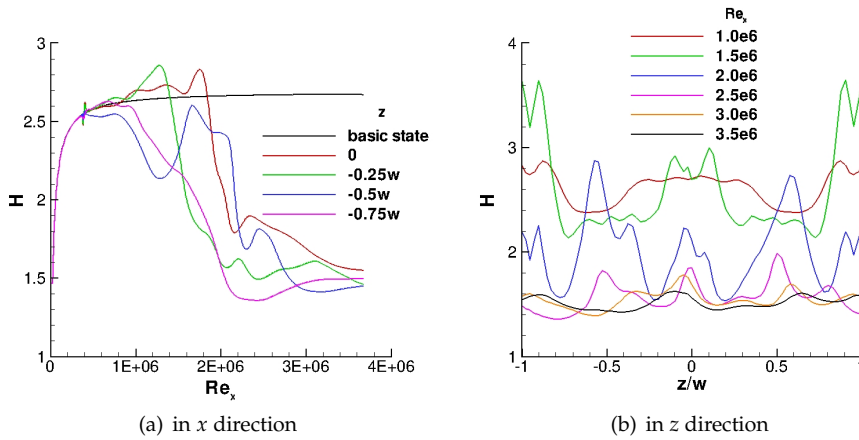 3
2.5
2
1.5
1
H
0
1E+06
2E+06
3E+06
4E+06
Re_x
z
basic state
0
-0.25w
-0.5w
-0.75w
(a) in x direction
Re_x
1.0e6
1.5e6
2.0e6
2.5e6
3.0e6
3.5e6
4
3
2
1
H
-1
-0.5
0
0.5
1
z/w
(b) in z direction